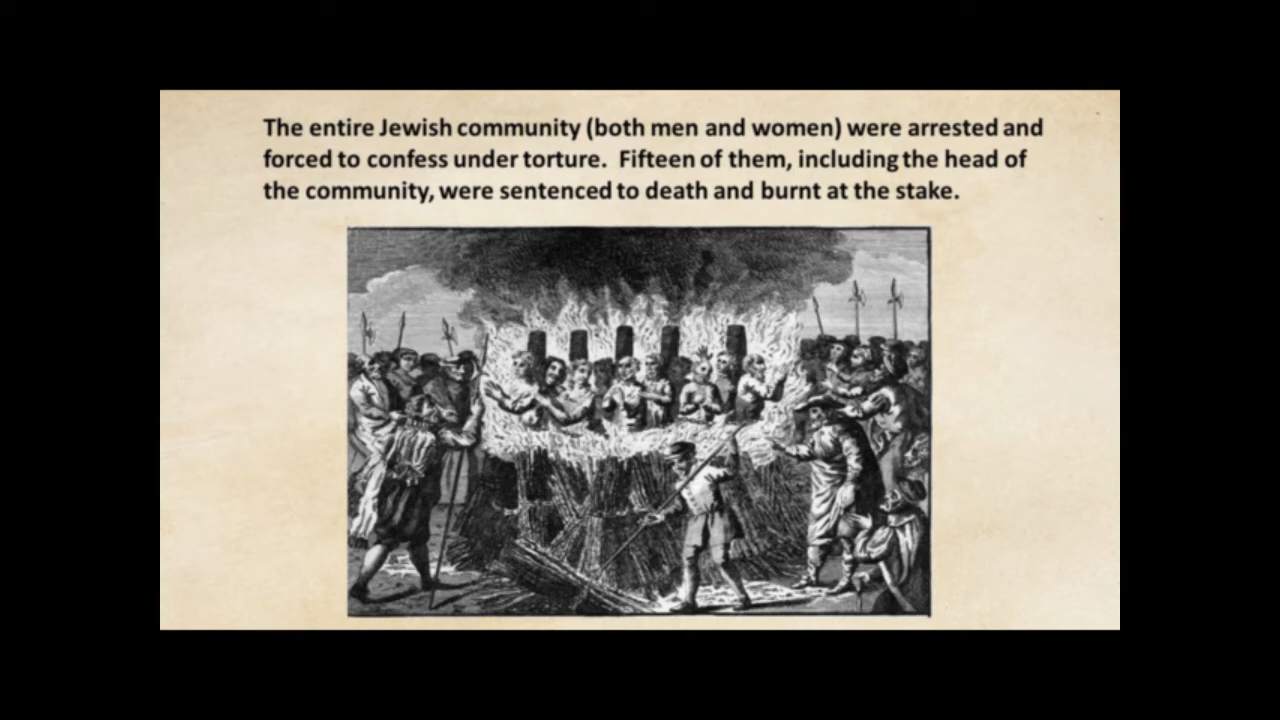 The entire Jewish community (both men and women) were arrested and
forced to confess under torture.  Fifteen of them, including the head of
the community, were sentenced to death and burnt at the stake.